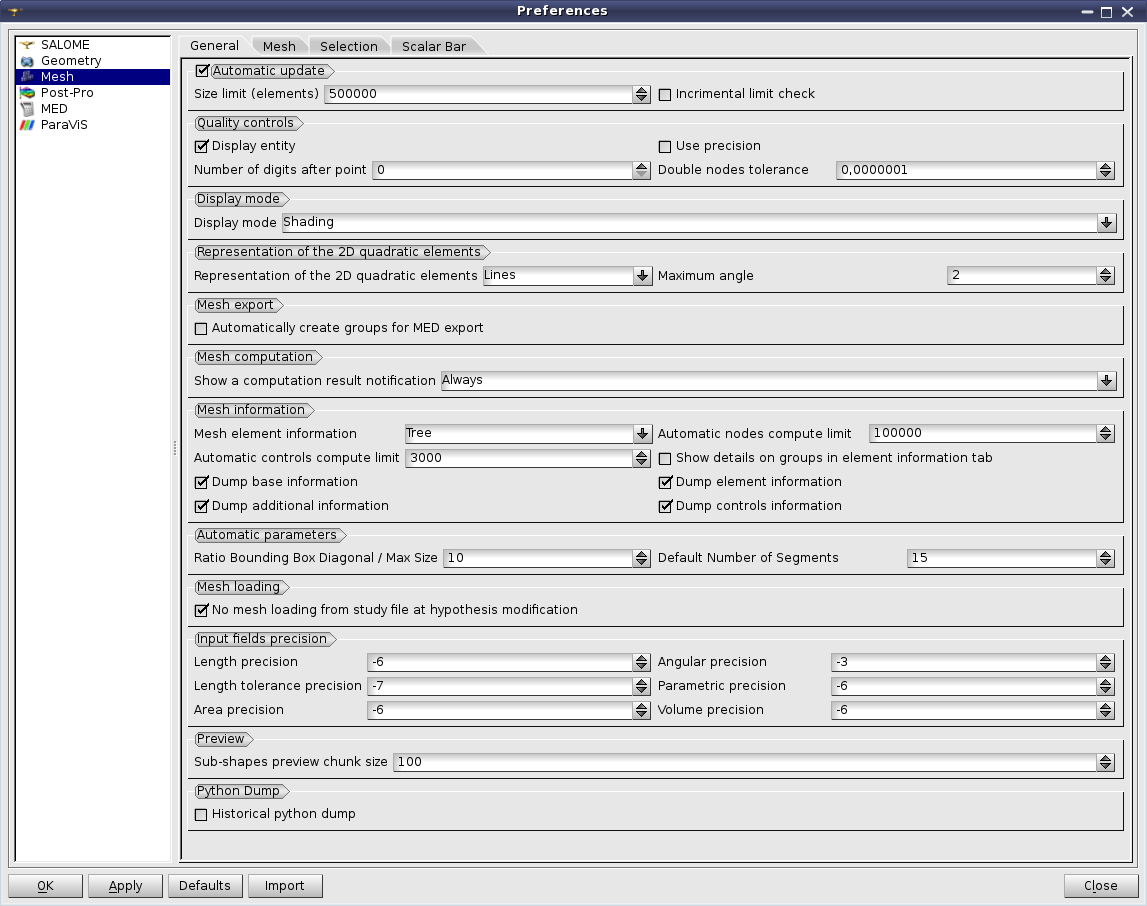 Preferences
SALOME
Geometry
Mesh
Post-Pro
MED
ParaViS
General Mesh Selection Scalar Bar
Automatic update
Size limit (elements) 500000 Incrimental limit check
Quality controls
Display entity Use precision
Number of digits after point 0 Double nodes tolerance 0,0000001
Display mode
Display mode Shading
Representation of the 2D quadratic elements
Representation of the 2D quadratic elements Lines Maximum angle 2
Mesh export
Automatically create groups for MED export
Mesh computation
Show a computation result notification Always
Mesh information
Mesh element information Tree Automatic nodes compute limit 100000
Automatic controls compute limit 3000 Show details on groups in element information tab
Dump base information Dump element information
Dump additional information Dump controls information
Automatic parameters
Ratio Bounding Box Diagonal / Max Size 10 Default Number of Segments 15
Mesh loading
No mesh loading from study file at hypothesis modification
Input fields precision
Length precision -6 Angular precision -3
Length tolerance precision -7 Parametric precision -6
Area precision -6 Volume precision -6
Preview
Sub-shapes preview chunk size 100
Python Dump
Historical python dump
OK Apply Defaults Import Close